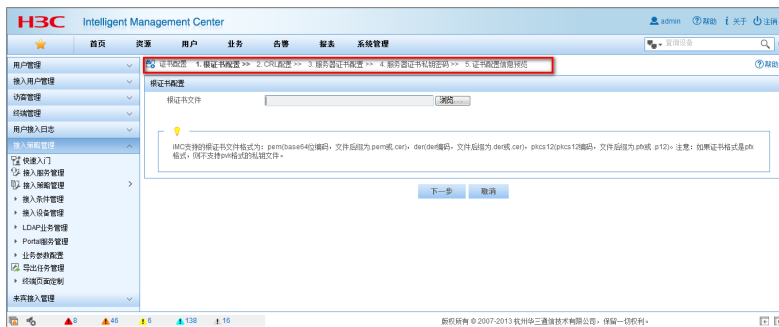 H3C Intelligent Management Center admin 帮助 关于 注销
首页 资源 用户 业务 告警 报表 系统管理 查询设备
用户管理
接入用户管理
访客管理
终端管理
用户接入日志
接入策略管理
快速入门
接入服务管理
接入策略管理
接入条件管理
接入设备管理
LDAP业务管理
Portal服务管理
业务参数配置
导出任务管理
终端页面定制
来宾接入管理
证书配置 1. 根证书配置 >> 2. CRL配置 >> 3. 服务器证书配置 >> 4. 服务器证书私钥密码 >> 5. 证书配置信息预览 帮助
根证书配置
根证书文件 浏览...
iMC支持的根证书文件格式为：pem(base64位编码，文件后缀为.pem或.cer)，der(der编码，文件后缀为.der或.cer)，pkcs12(pkcs12编码，文件后缀为.pfx或 .p12)。注意：如果证书格式是pfx
格式，则不支持pvk格式的私钥文件。
下一步 取消
8 46 6 138 16 版权所有 © 2007-2013 杭州华三通信技术有限公司，保留一切权利。